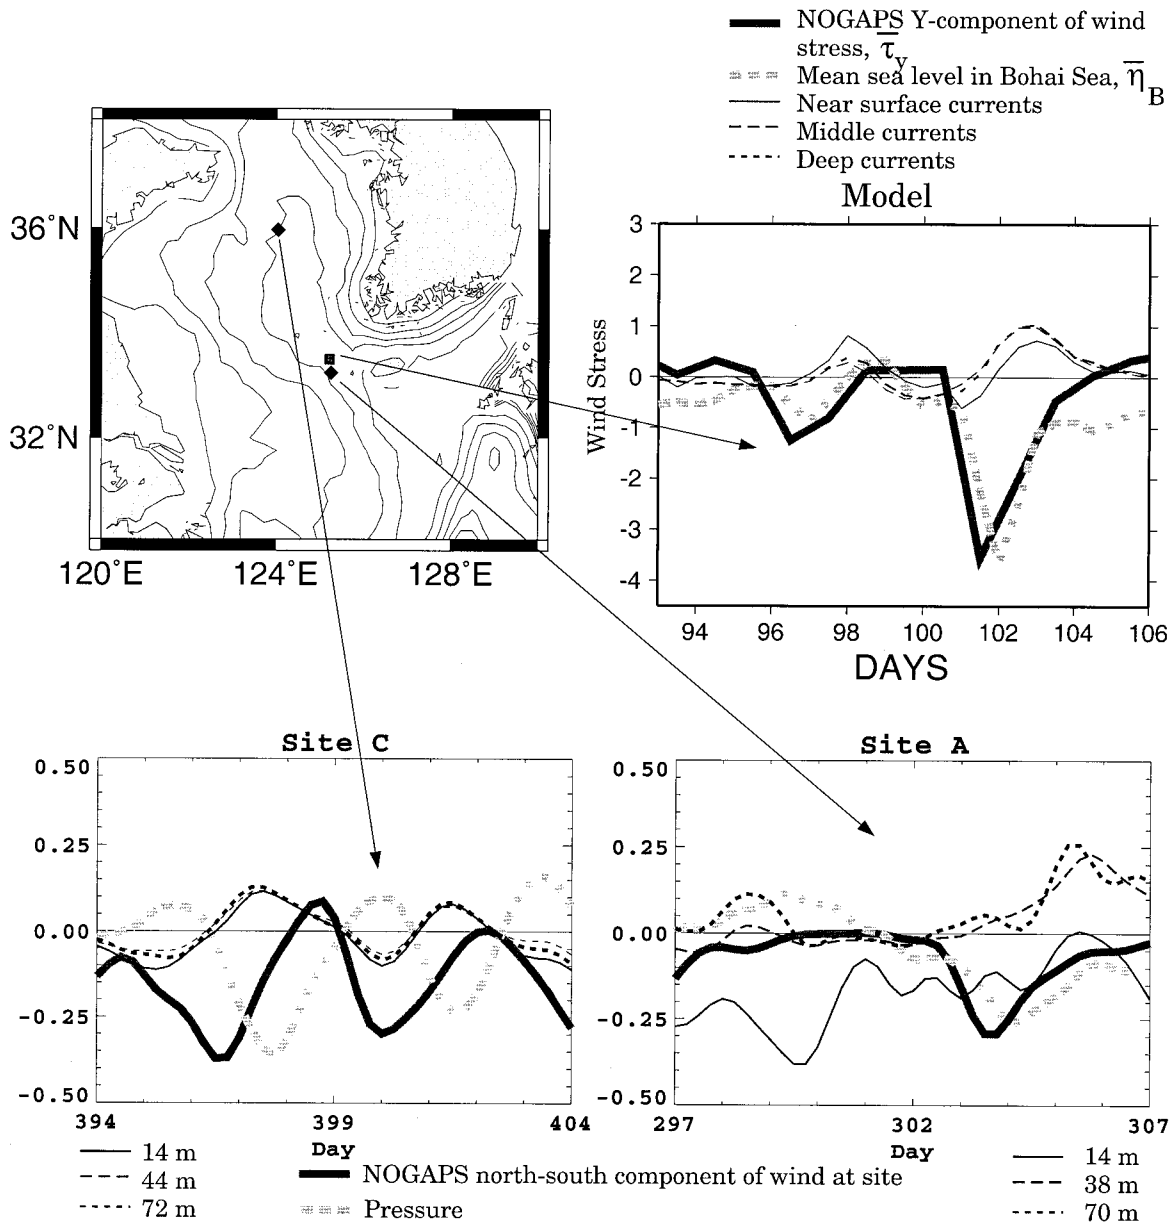 NOGAPS Y-component of wind
stress, τ̅y
Mean sea level in Bohai Sea, η̅B
Near surface currents
Middle currents
Deep currents
Model
36°N
32°N
120°E 124°E 128°E
Wind Stress
3
2
1
0
-1
-2
-3
-4
94 96 98 100 102 104 106
DAYS
Site C
0.50
0.25
0.00
-0.25
-0.50
394 399 404
Day
Site A
0.50
0.25
0.00
-0.25
-0.50
297 302 307
Day
14 m
44 m
72 m
NOGAPS north-south component of wind at site
Pressure
14 m
38 m
70 m